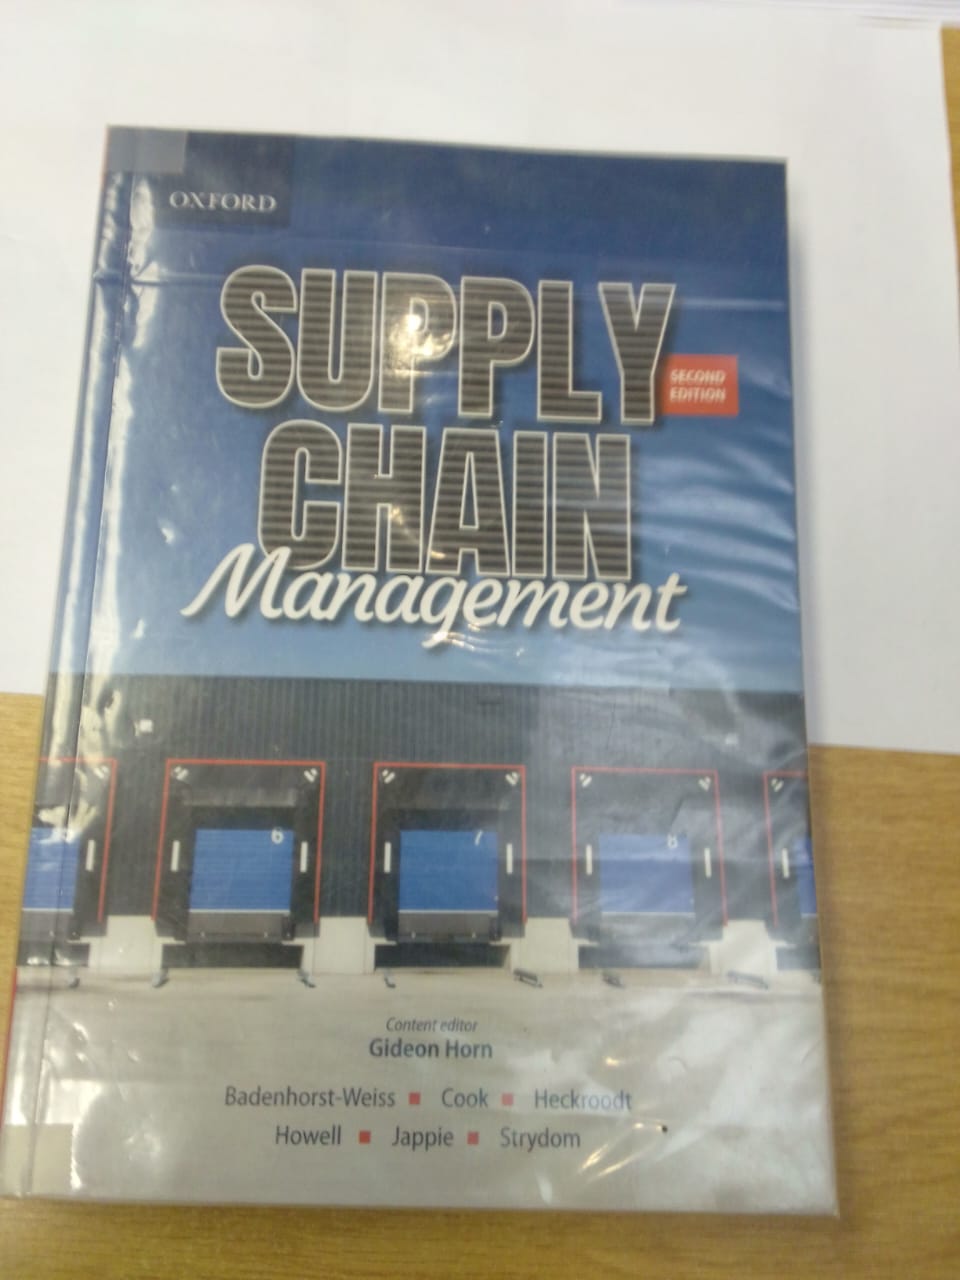 OXFORD
SUPPLY
SECOND
EDITION
CHAIN
Management
6
7
8
Content editor
Gideon Horn
Badenhorst-Weiss ■ Cook ■ Heckroodt
Howell ■ Jappie ■ Strydom